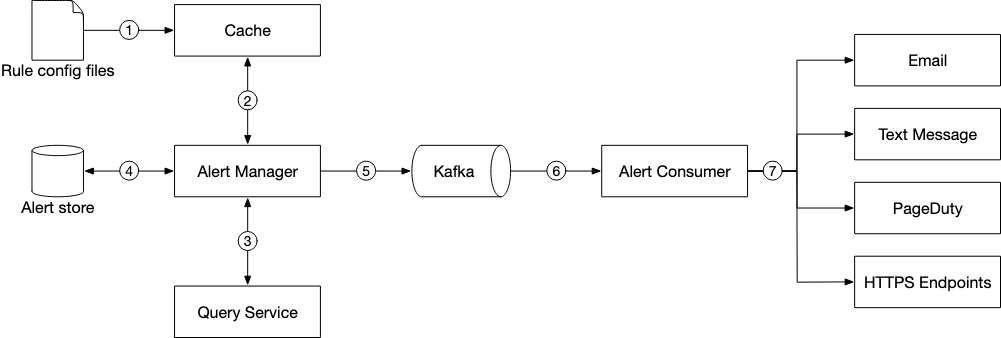 1
Cache
Rule config files
2
Email
Text Message
4
Alert Manager
5
Kafka
6
Alert Consumer
7
Alert store
PageDuty
3
HTTPS Endpoints
Query Service